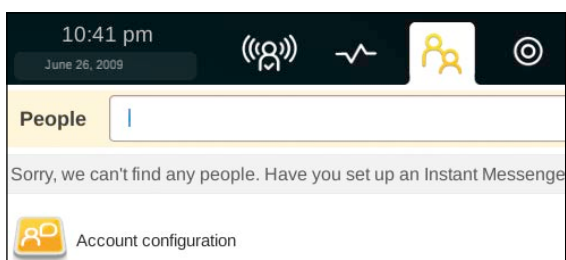 10:41 pm
June 26, 2009
People
Sorry, we can't find any people. Have you set up an Instant Messenge
Account configuration